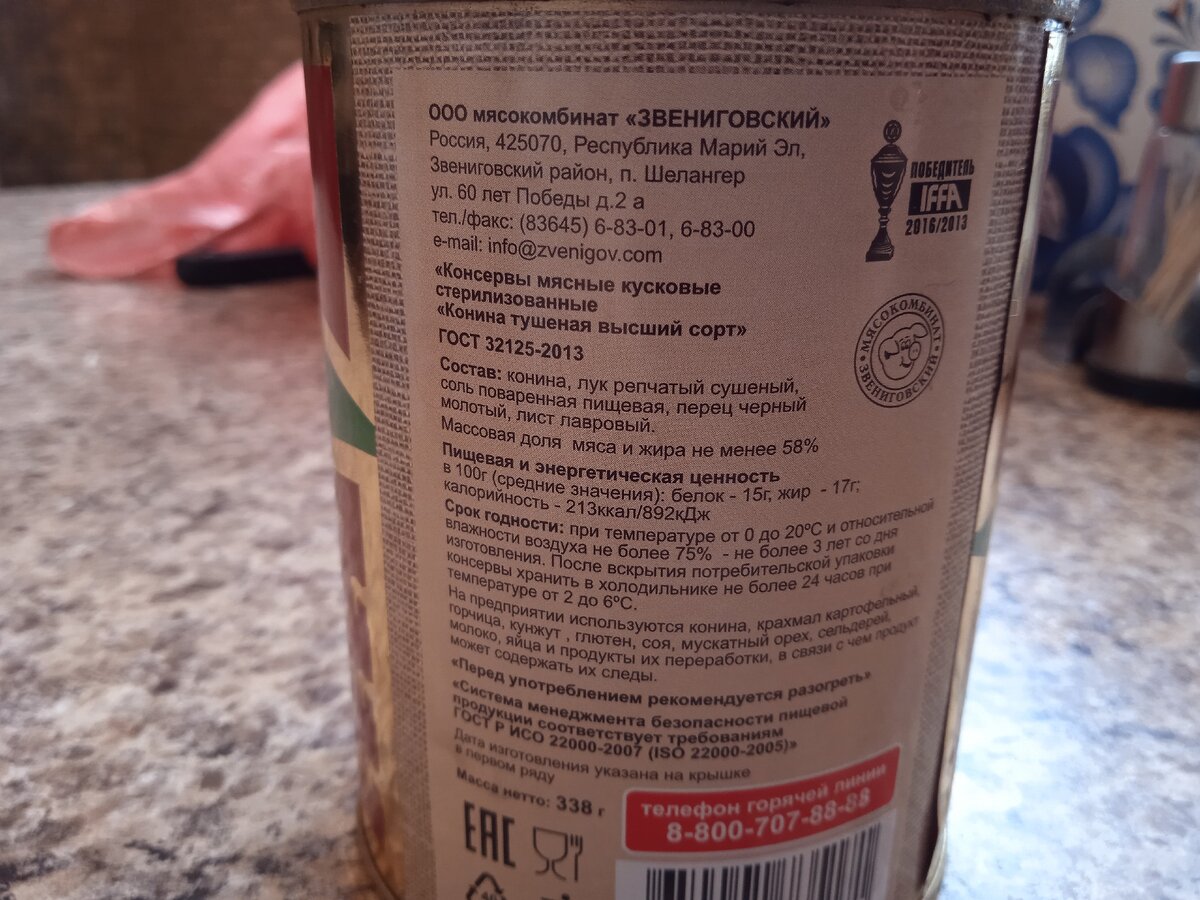 ООО мясокомбинат «ЗВЕНИГОВСКИЙ»
Россия, 425070, Республика Марий Эл,
Звениговский район, п. Шелангер
ул. 60 лет Победы д.2 а
тел./факс: (83645) 6-83-01, 6-83-00
e-mail: info@zvenigov.com
ПОБЕДИТЕЛЬ
IFFA
2016/2013
«Консервы мясные кусковые
стерилизованные
«Конина тушеная высший сорт»
ГОСТ 32125-2013
МЯСОКОМБИНАТ
ЗВЕНИГОВСКИЙ
Состав: конина, лук репчатый сушеный,
соль поваренная пищевая, перец черный
молотый, лист лавровый.
Массовая доля мяса и жира не менее 58%
Пищевая и энергетическая ценность
в 100г (средние значения): белок - 15г, жир - 17г;
калорийность - 213ккал/892кДж
Срок годности: при температуре от 0 до 20ºС и относительной
влажности воздуха не более 75% - не более 3 лет со дня
изготовления. После вскрытия потребительской упаковки
консервы хранить в холодильнике не более 24 часов при
температуре от 2 до 6ºС.
На предприятии используются конина, крахмал картофельный,
горчица, кунжут , глютен, соя, мускатный орех, сельдерей,
молоко, яйца и продукты их переработки, в связи с чем продукт
может содержать их следы.
«Перед употреблением рекомендуется разогреть»
«Система менеджмента безопасности пищевой
продукции соответствует требованиям
ГОСТ Р ИСО 22000-2007 (ISO 22000-2005)»
Дата изготовления указана на крышке
в первом ряду
Масса нетто: 338 г
телефон горячей линии
8-800-707-88-88
ЕАС